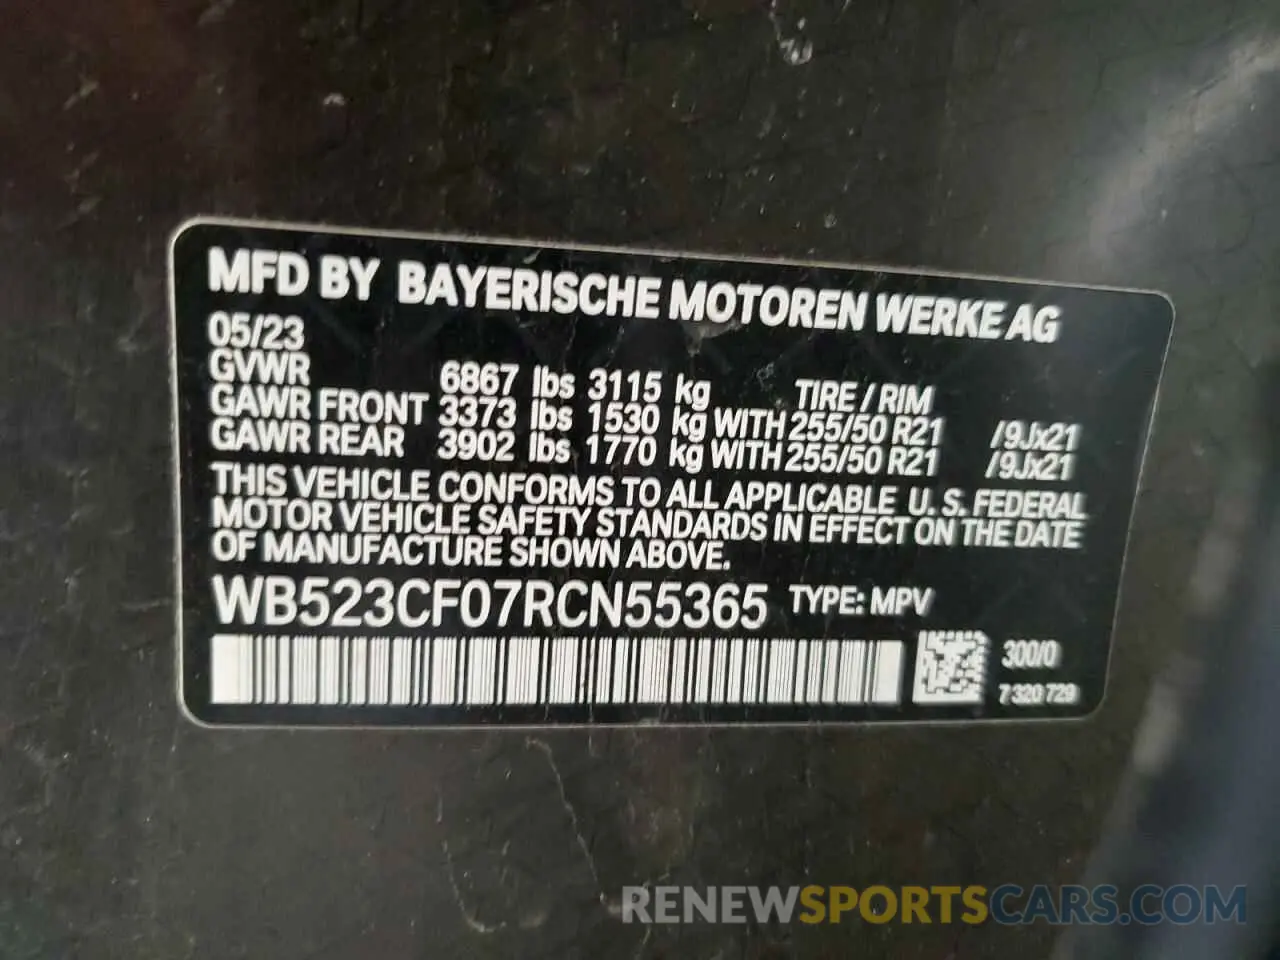 MFD BY BAYERISCHE MOTOREN WERKE AG
05/23
GVWR 6867 lbs 3115 kg TIRE / RIM
GAWR FRONT 3373 lbs 1530 kg WITH 255/50 R21 /9Jx21
GAWR REAR 3902 lbs 1770 kg WITH 255/50 R21 /9Jx21
THIS VEHICLE CONFORMS TO ALL APPLICABLE U.S. FEDERAL
MOTOR VEHICLE SAFETY STANDARDS IN EFFECT ON THE DATE
OF MANUFACTURE SHOWN ABOVE.
WB523CF07RCN55365 TYPE: MPV
300/0
7 320 729
RENEWSPORTSCARS.COM